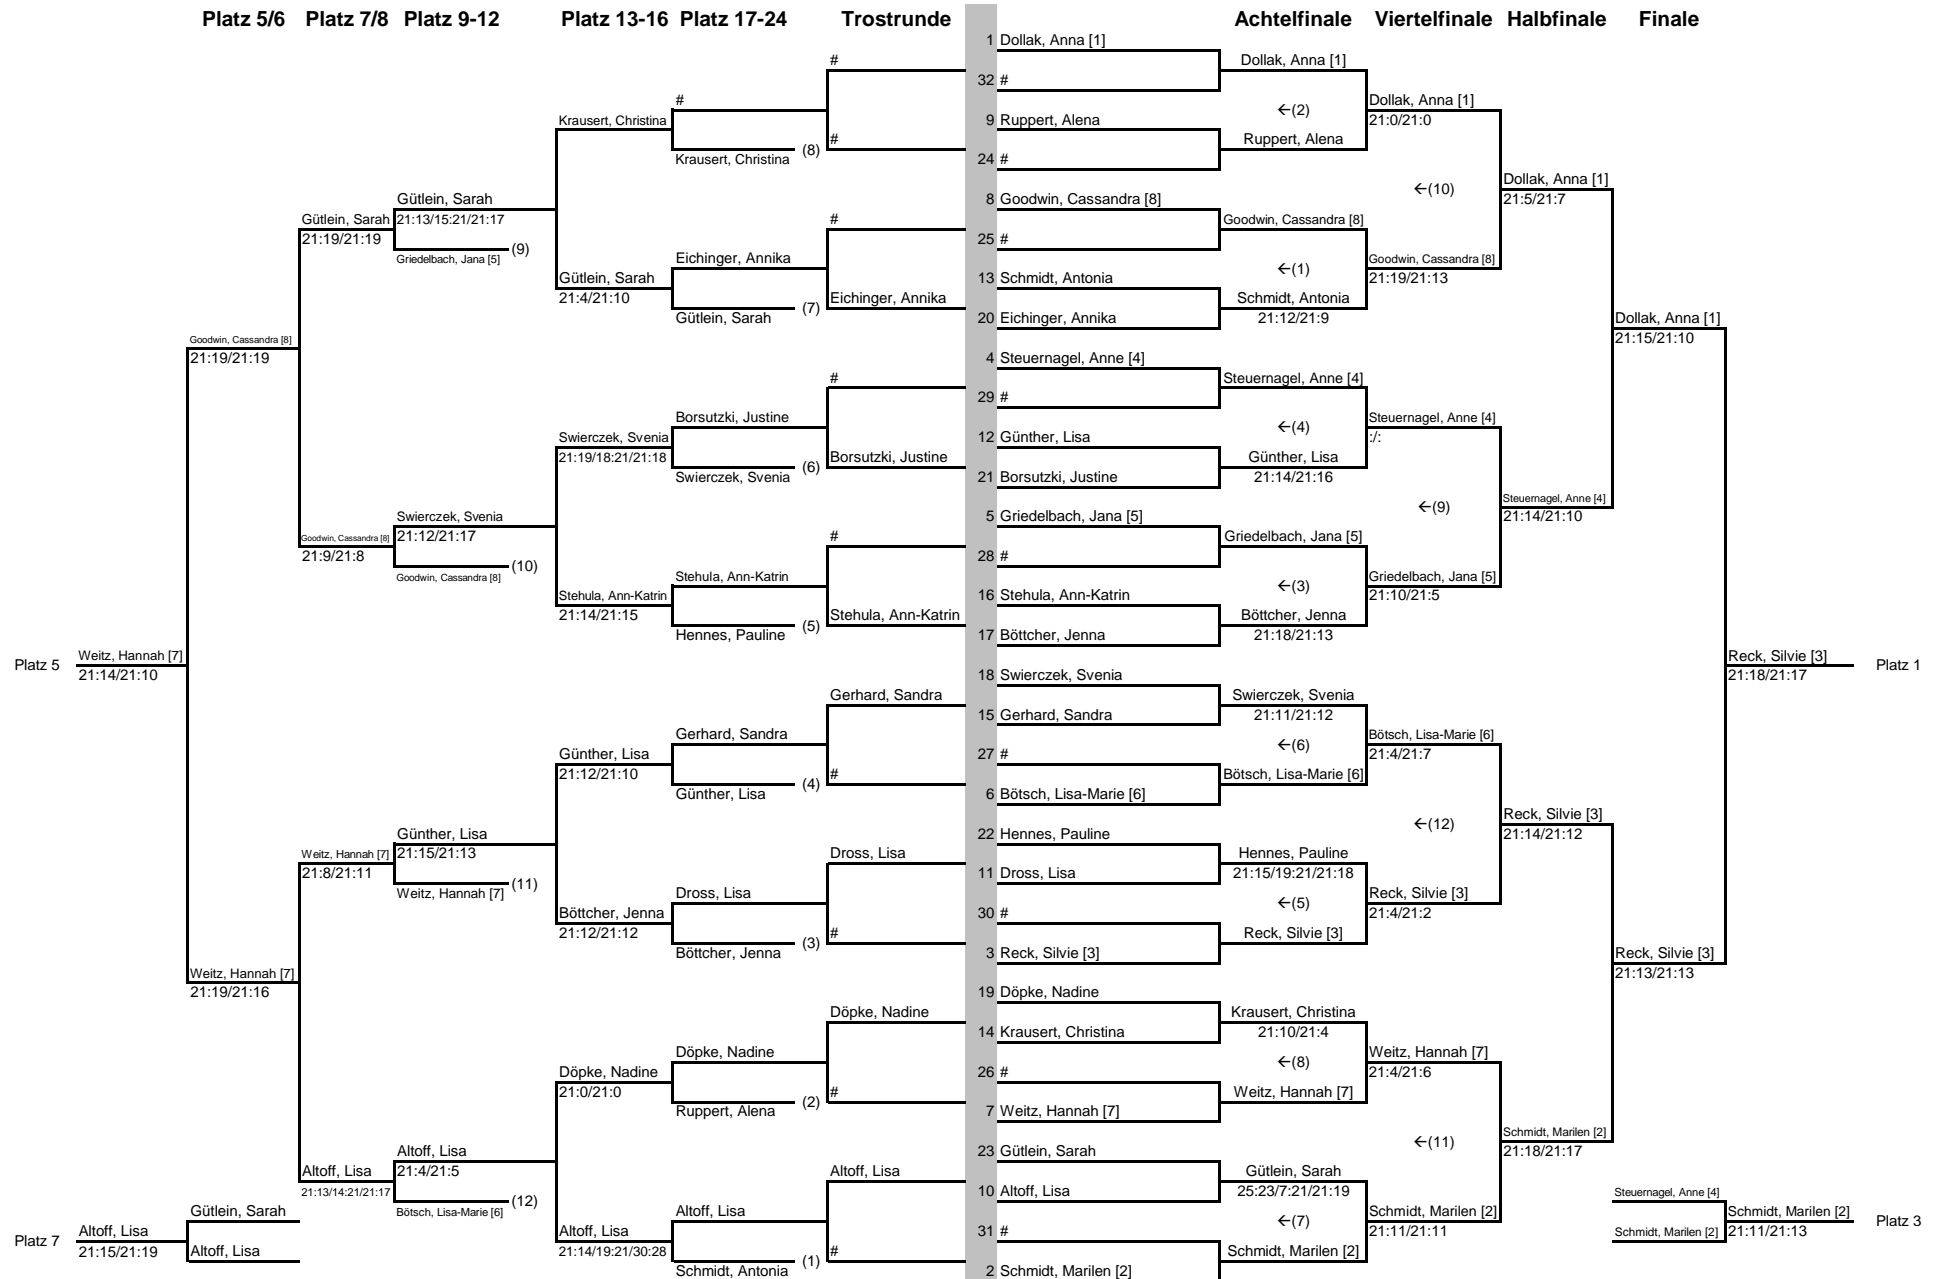 Platz 5/6 Platz 7/8 Platz 9-12 Platz 13-16 Platz 17-24 Trostrunde Achtelfinale Viertelfinale Halbfinale Finale
1 Dollak, Anna [1]
# Dollak, Anna [1]
32 #
# Dollak, Anna [1]
Krausert, Christina 9 Ruppert, Alena ←(2) 21:0/21:0
# Ruppert, Alena
Krausert, Christina (8) 24 #
Gütlein, Sarah 8 Goodwin, Cassandra [8] ←(10) Dollak, Anna [1]
21:5/21:7
Gütlein, Sarah 21:13/15:21/21:17 # Goodwin, Cassandra [8]
21:19/21:19 (9) 25 #
Griedelbach, Jana [5] Eichinger, Annika Goodwin, Cassandra [8]
Gütlein, Sarah 13 Schmidt, Antonia ←(1) 21:19/21:13
21:4/21:10 Eichinger, Annika Schmidt, Antonia
Gütlein, Sarah (7) 20 Eichinger, Annika 21:12/21:9 Dollak, Anna [1]
Goodwin, Cassandra [8] 21:15/21:10
21:19/21:19 4 Steuernagel, Anne [4]
# Steuernagel, Anne [4]
29 #
Borsutzki, Justine Steuernagel, Anne [4]
Swierczek, Svenia 12 Günther, Lisa ←(4) :/:
21:19/18:21/21:18 Borsutzki, Justine Günther, Lisa
Swierczek, Svenia (6) 21 Borsutzki, Justine 21:14/21:16
Steuernagel, Anne [4]
Swierczek, Svenia 5 Griedelbach, Jana [5] ←(9) 21:14/21:10
Goodwin, Cassandra [8] 21:12/21:17 # Griedelbach, Jana [5]
21:9/21:8 (10) 28 #
Goodwin, Cassandra [8] Stehula, Ann-Katrin Griedelbach, Jana [5]
Stehula, Ann-Katrin 16 Stehula, Ann-Katrin ←(3) 21:10/21:5
21:14/21:15 Stehula, Ann-Katrin Böttcher, Jenna
Hennes, Pauline (5) 17 Böttcher, Jenna 21:18/21:13
Platz 5 Weitz, Hannah [7] Reck, Silvie [3] Platz 1
21:14/21:10 18 Swierczek, Svenia 21:18/21:17
Gerhard, Sandra Swierczek, Svenia
15 Gerhard, Sandra 21:11/21:12
Gerhard, Sandra Bötsch, Lisa-Marie [6]
Günther, Lisa 27 # ←(6) 21:4/21:7
21:12/21:10 # Bötsch, Lisa-Marie [6]
Günther, Lisa (4) 6 Bötsch, Lisa-Marie [6]
Günther, Lisa 22 Hennes, Pauline ←(12) Reck, Silvie [3]
21:14/21:12
Weitz, Hannah [7] 21:15/21:13 Dross, Lisa Hennes, Pauline
21:8/21:11 (11) 11 Dross, Lisa 21:15/19:21/21:18
Weitz, Hannah [7] Dross, Lisa Reck, Silvie [3]
Böttcher, Jenna 30 # ←(5) 21:4/21:2
21:12/21:12 # Reck, Silvie [3]
Böttcher, Jenna (3) 3 Reck, Silvie [3] Reck, Silvie [3]
Weitz, Hannah [7] 21:13/21:13
21:19/21:16 19 Döpke, Nadine
Döpke, Nadine Krausert, Christina
14 Krausert, Christina 21:10/21:4
Döpke, Nadine Weitz, Hannah [7]
Döpke, Nadine 26 # ←(8) 21:4/21:6
21:0/21:0 # Weitz, Hannah [7]
Ruppert, Alena (2) 7 Weitz, Hannah [7]
Schmidt, Marilen [2]
Altoff, Lisa 23 Gütlein, Sarah ←(11) 21:18/21:17
Altoff, Lisa 21:4/21:5 Altoff, Lisa Gütlein, Sarah
21:13/14:21/21:17 (12) 10 Altoff, Lisa 25:23/7:21/21:19 Steuernagel, Anne [4]
Gütlein, Sarah Bötsch, Lisa-Marie [6] Altoff, Lisa Schmidt, Marilen [2] Schmidt, Marilen [2] Platz 3
Platz 7 Altoff, Lisa Altoff, Lisa 31 # ←(7) 21:11/21:11 Schmidt, Marilen [2] 21:11/21:13
21:15/21:19 Altoff, Lisa 21:14/19:21/30:28 # Schmidt, Marilen [2]
Schmidt, Antonia (1) 2 Schmidt, Marilen [2]